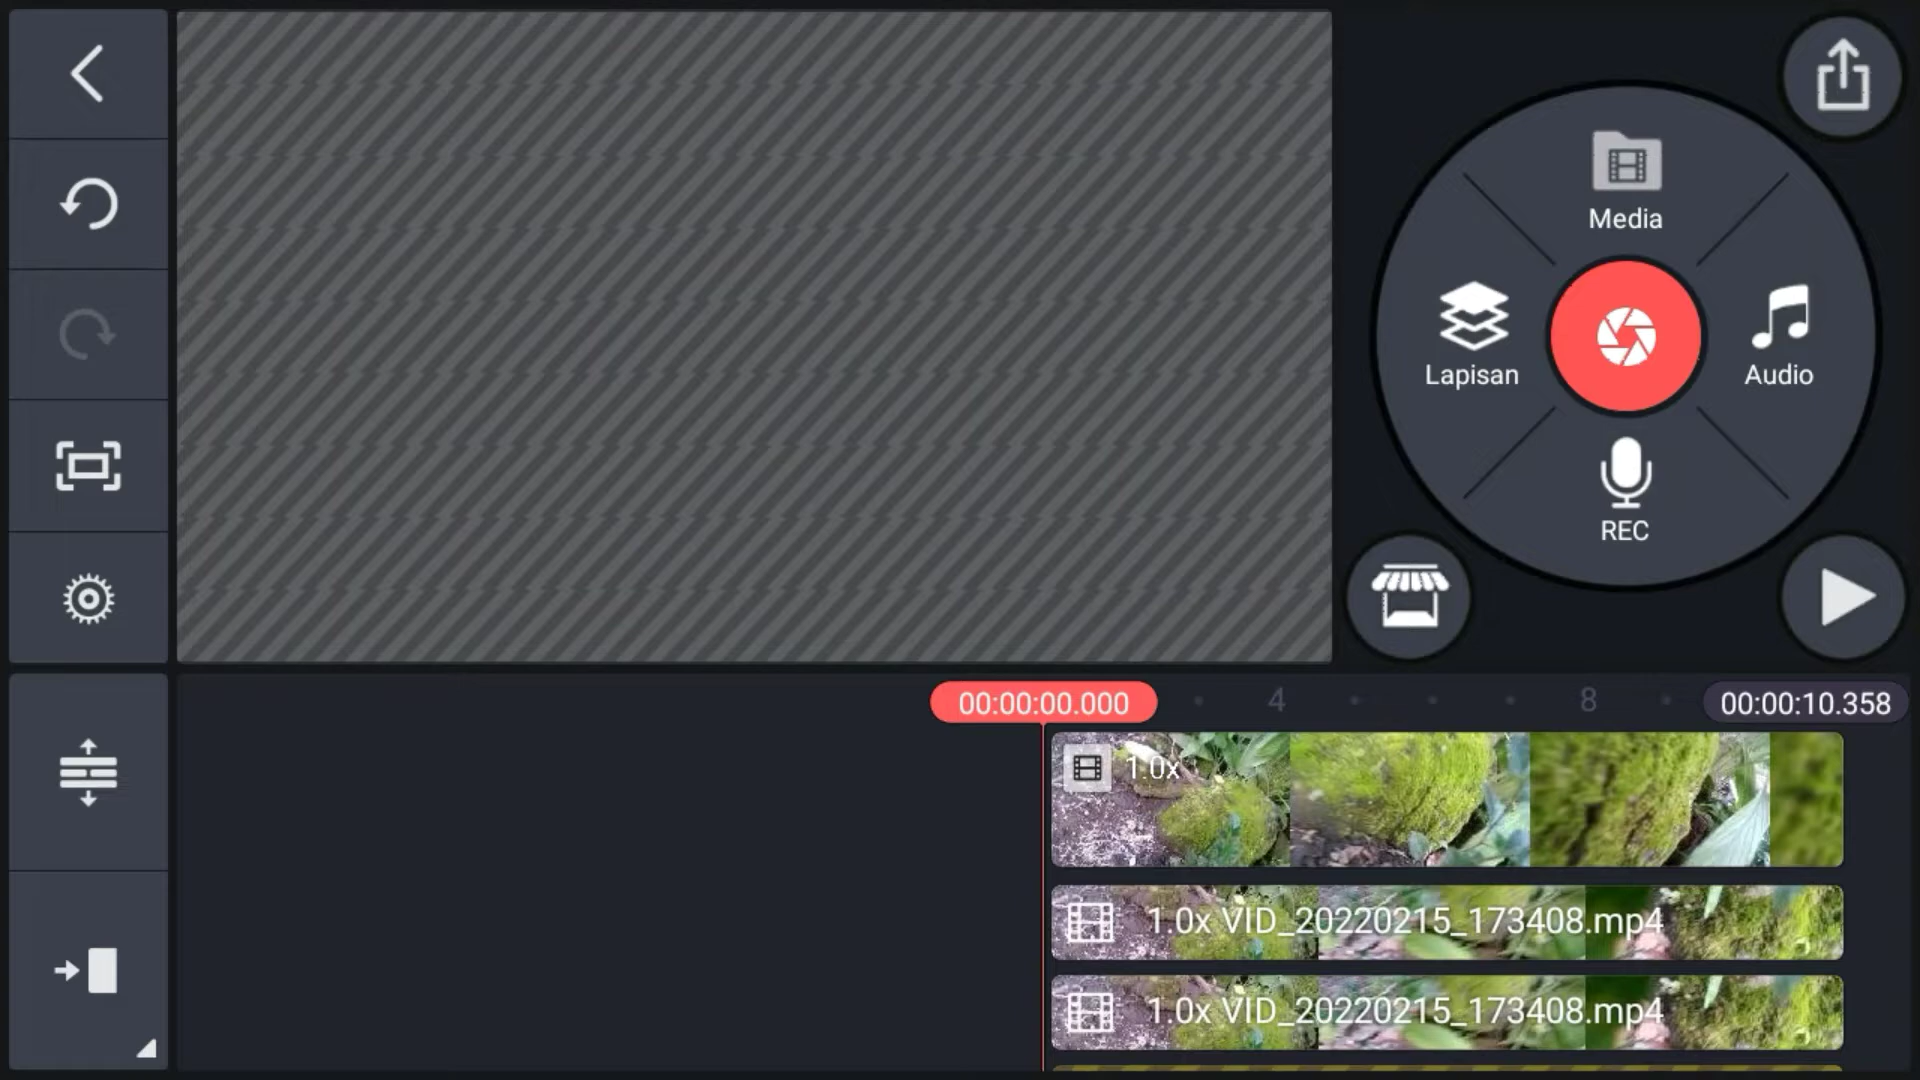 Media
Lapisan
Audio
REC
00:00:00.000
4
8
00:00:10.358
1.0x
1.0x VID_20220215_173408.mp4
1.0x VID_20220215_173408.mp4